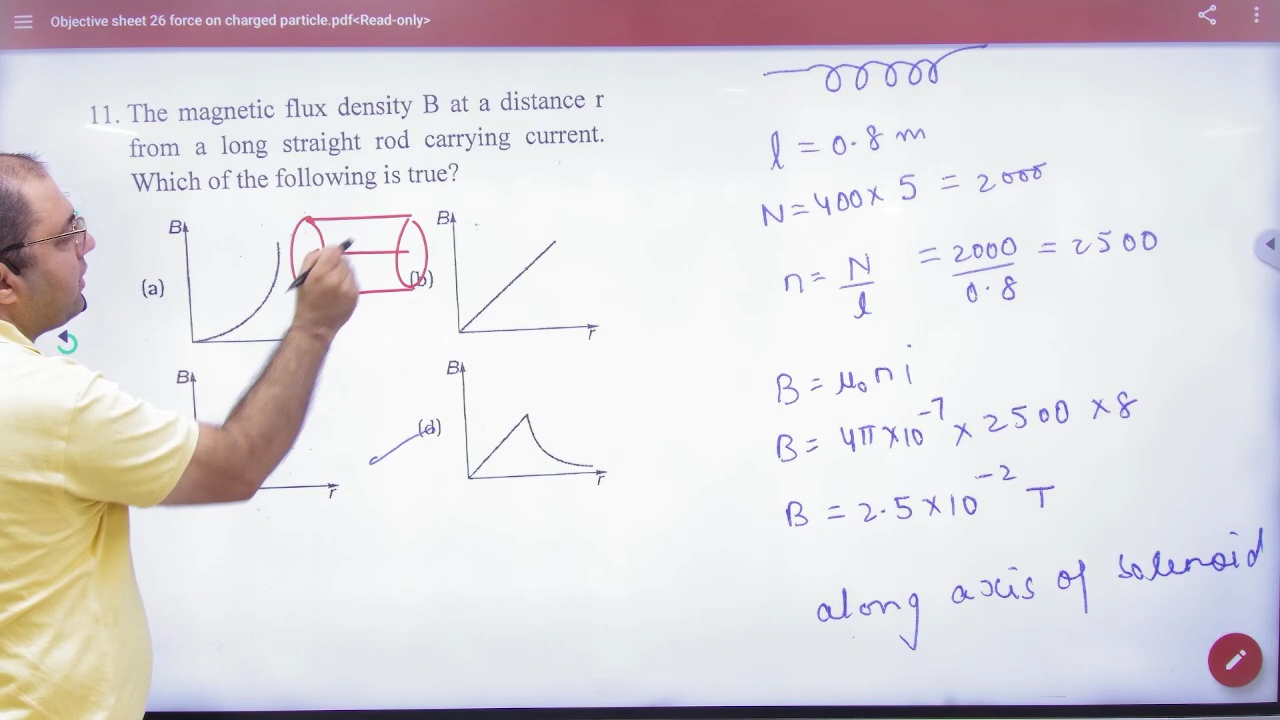 Objective sheet 26 force on charged particle.pdf<Read-only>
11. The magnetic flux density B at a distance r
from a long straight rod carrying current.
Which of the following is true?
B
(a)
B
r
(b)
B
r
B
r
(d)
l = 0.8 m
N = 400 x 5 = 2000
n = N/l = 2000/0.8 = 2500
B = μ₀ n i
B = 4π x 10⁻⁷ x 2500 x 8
B = 2.5 x 10⁻² T
along axis of solenoid